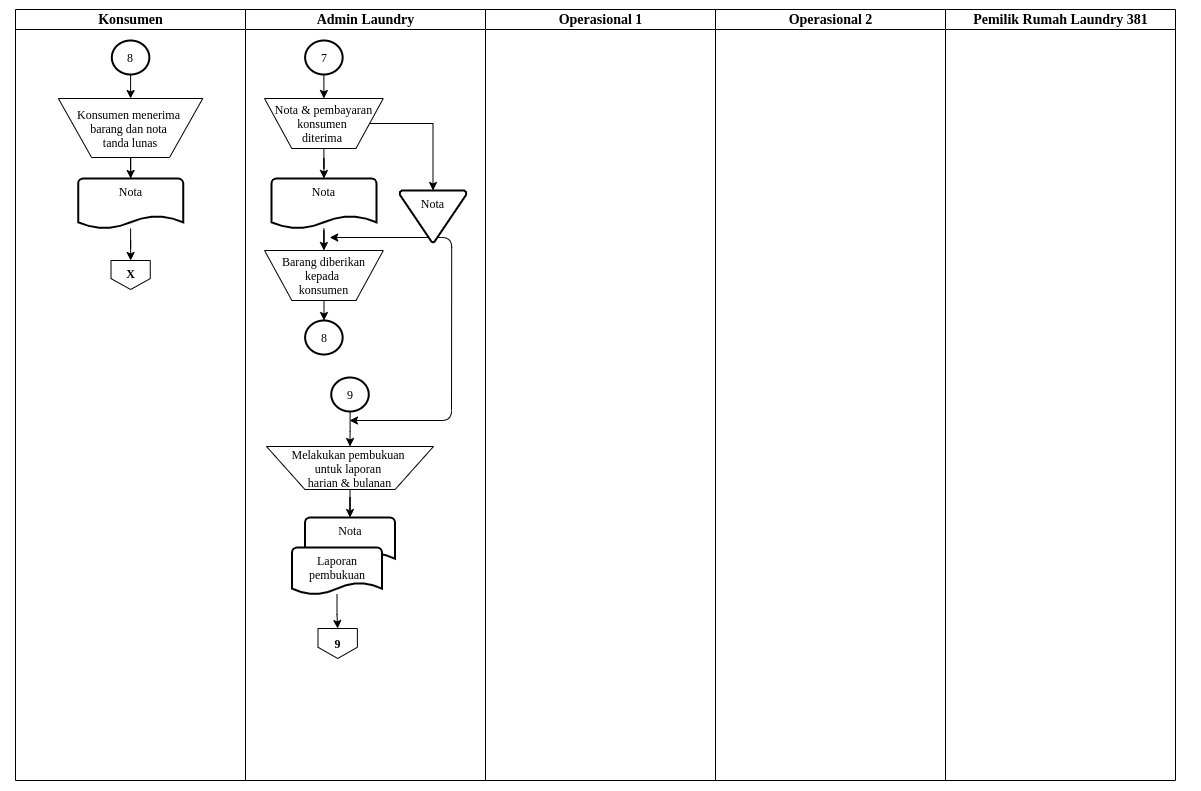 Konsumen
Admin Laundry
Operasional 1
Operasional 2
Pemilik Rumah Laundry 381
8
Konsumen menerima
barang dan nota
tanda lunas
Nota
X
7
Nota & pembayaran
konsumen
diterima
Nota
Nota
Barang diberikan
kepada
konsumen
8
9
Melakukan pembukuan
untuk laporan
harian & bulanan
Nota
Laporan
pembukuan
9